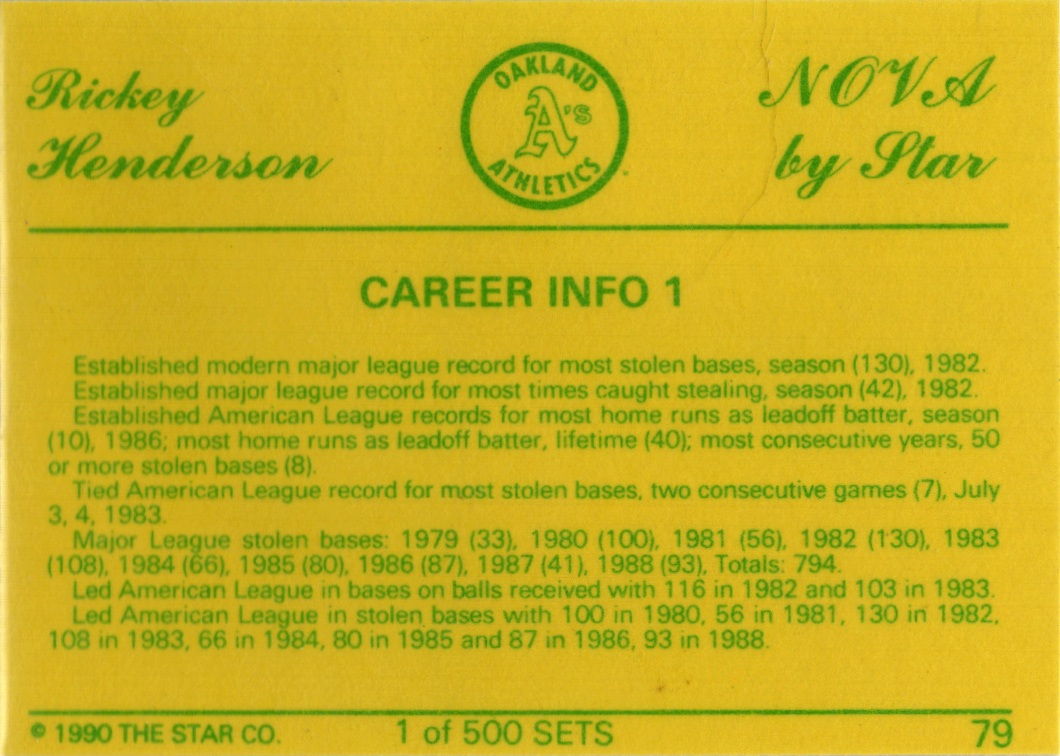 Rickey
Henderson
OAKLAND
A's
ATHLETICS
NOVA
by Star
CAREER INFO 1
Established modern major league record for most stolen bases, season (130), 1982.
Established major league record for most times caught stealing, season (42), 1982.
Established American League records for most home runs as leadoff batter, season
(10), 1986; most home runs as leadoff batter, lifetime (40); most consecutive years, 50
or more stolen bases (8).
Tied American League record for most stolen bases, two consecutive games (7), July
3, 4, 1983.
Major League stolen bases: 1979 (33), 1980 (100), 1981 (56), 1982 (130), 1983
(108), 1984 (66), 1985 (80), 1986 (87), 1987 (41), 1988 (93), Totals: 794.
Led American League in bases on balls received with 116 in 1982 and 103 in 1983.
Led American League in stolen bases with 100 in 1980, 56 in 1981, 130 in 1982,
108 in 1983, 66 in 1984, 80 in 1985 and 87 in 1986, 93 in 1988.
© 1990 THE STAR CO.
1 of 500 SETS
79